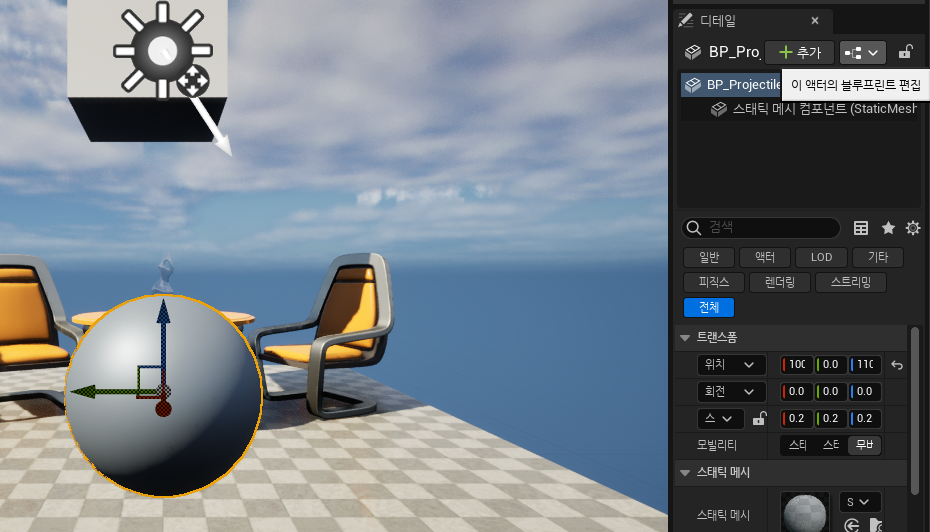 디테일
BP_Pro
추가
BP_Projectile
이 액터의 블루프린트 편집
스태틱 메시 컴포넌트 (StaticMesh
검색
일반 액터 LOD 기타
피직스 렌더링 스트리밍
전체
트랜스폼
위치 100 0.0 110
회전 0.0 0.0 0.0
스 0.2 0.2 0.2
모빌리티 스티 스티 무브
스태틱 메시
스태틱 메시 S